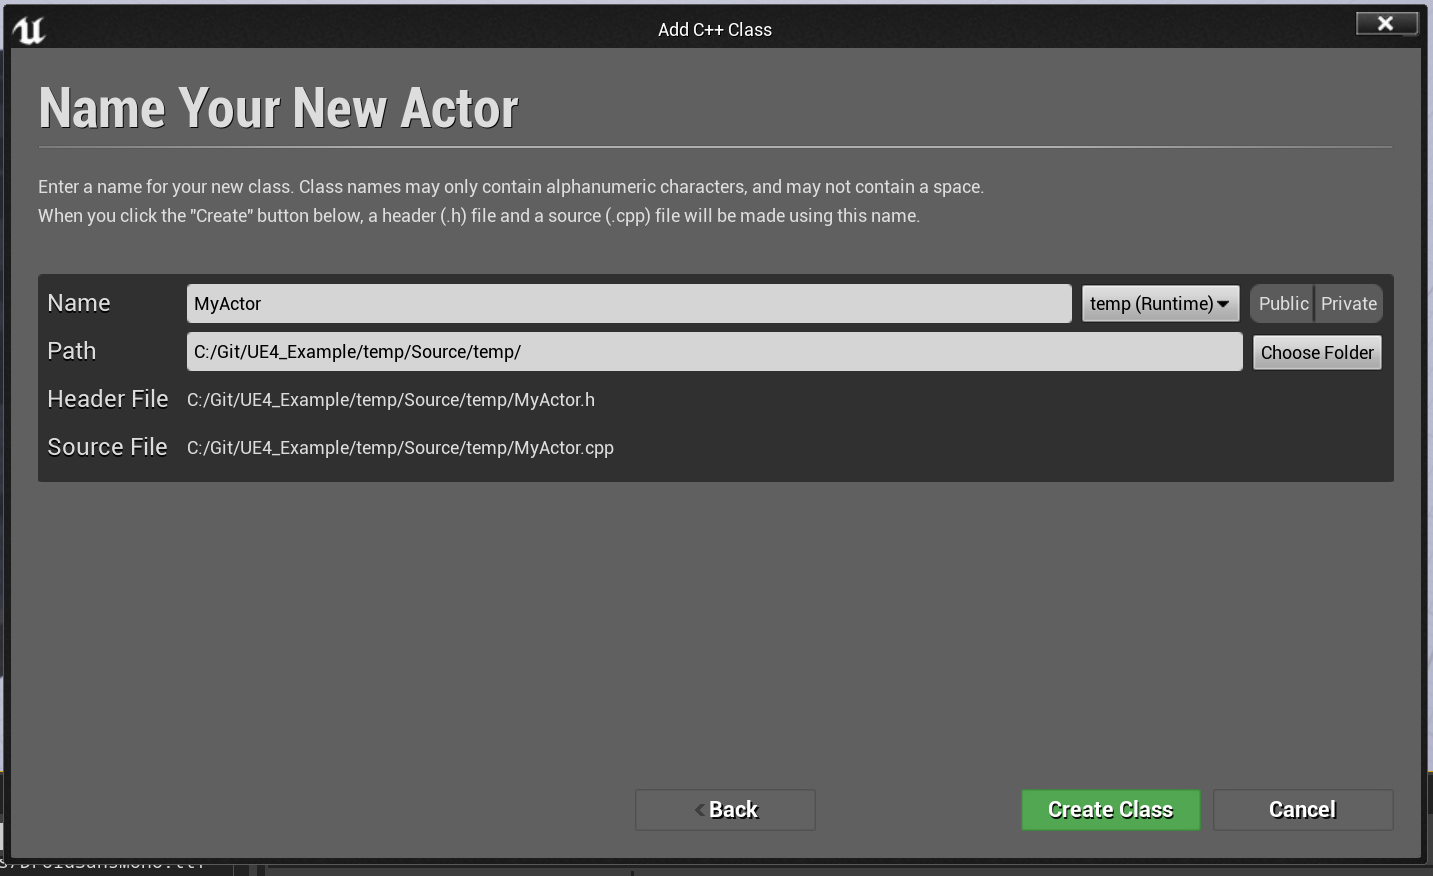 Add C++ Class
Name Your New Actor
Enter a name for your new class. Class names may only contain alphanumeric characters, and may not contain a space.
When you click the "Create" button below, a header (.h) file and a source (.cpp) file will be made using this name.
Name MyActor temp (Runtime) Public Private
Path C:/Git/UE4_Example/temp/Source/temp/ Choose Folder
Header File C:/Git/UE4_Example/temp/Source/temp/MyActor.h
Source File C:/Git/UE4_Example/temp/Source/temp/MyActor.cpp
Back Create Class Cancel